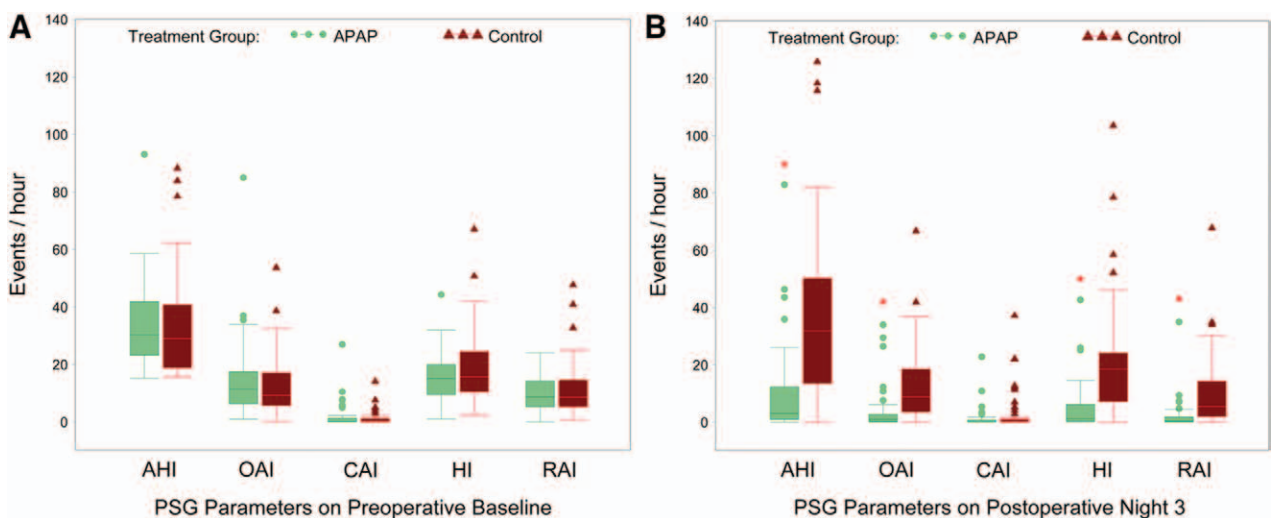 A
Treatment Group: APAP Control
140
120
100
80
60
40
20
0
Events / hour
AHI OAI CAI HI RAI
PSG Parameters on Preoperative Baseline
B
Treatment Group: APAP Control
140
120
100
80
60
40
20
0
Events / hour
AHI OAI CAI HI RAI
PSG Parameters on Postoperative Night 3